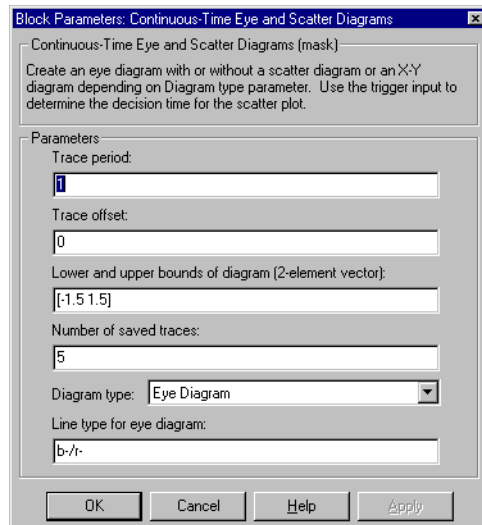 Block Parameters: Continuous-Time Eye and Scatter Diagrams
Continuous-Time Eye and Scatter Diagrams (mask)
Create an eye diagram with or without a scatter diagram or an X-Y
diagram depending on Diagram type parameter.  Use the trigger input to
determine the decision time for the scatter plot.
Parameters
Trace period:
1
Trace offset:
0
Lower and upper bounds of diagram (2-element vector):
[-1.5 1.5]
Number of saved traces:
5
Diagram type: Eye Diagram
Line type for eye diagram:
b-/r-
OK Cancel Help Apply